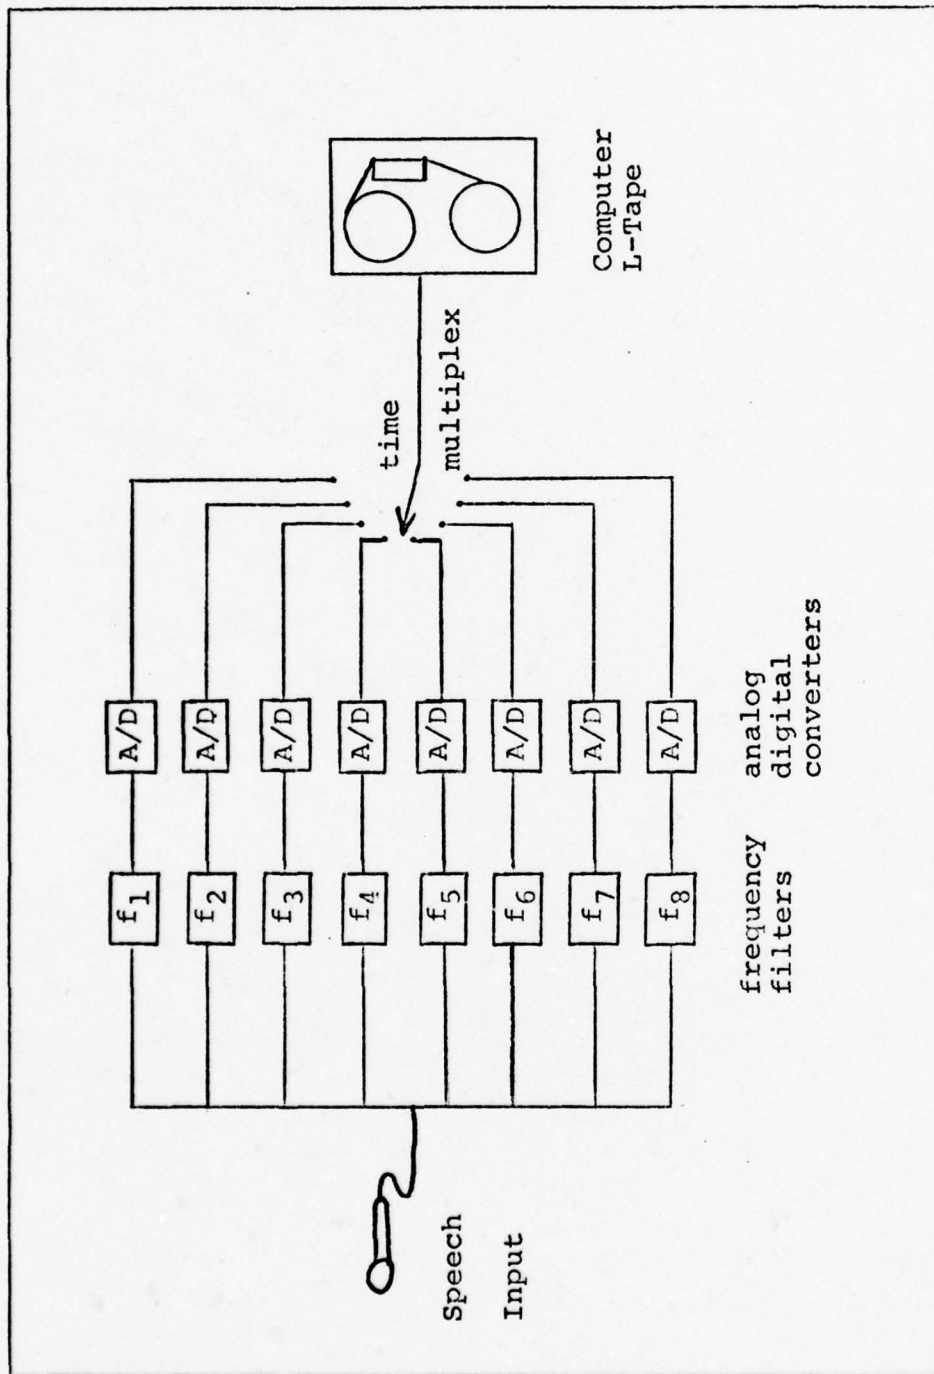 Speech
Input
f1
f2
f3
f4
f5
f6
f7
f8
frequency
filters
A/D
A/D
A/D
A/D
A/D
A/D
A/D
A/D
analog
digital
converters
time
multiplex
Computer
L-Tape